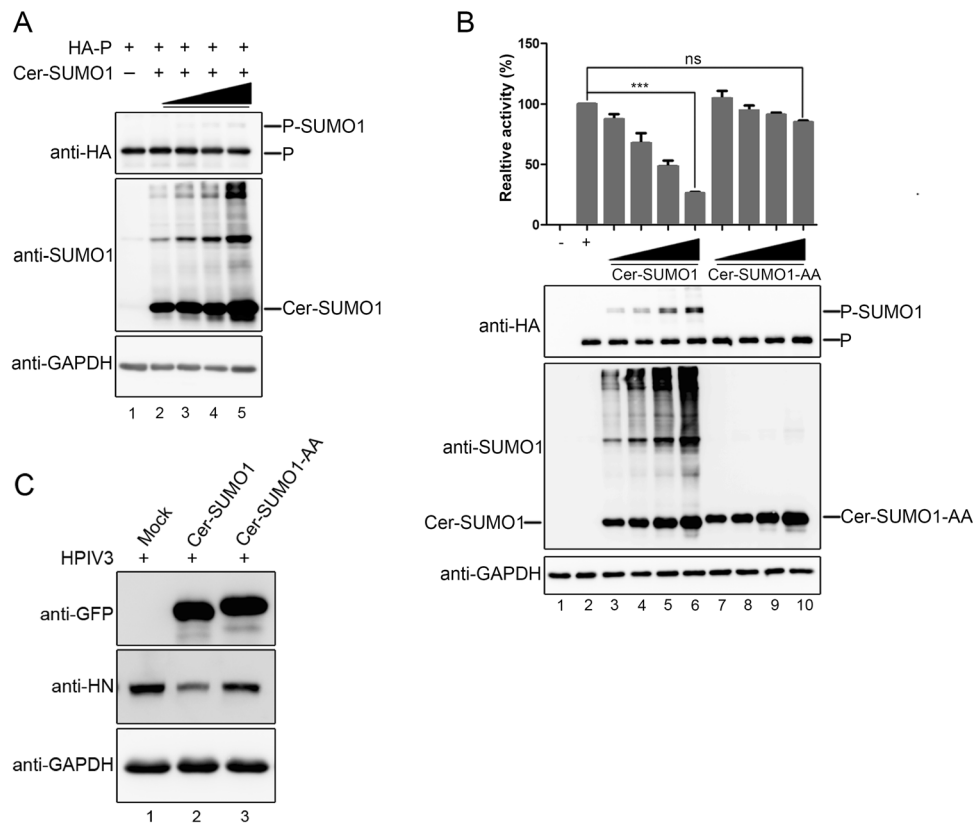 A
HA-P + + + + +
Cer-SUMO1 – + + + +
anti-HA
P-SUMO1
P
anti-SUMO1
Cer-SUMO1
anti-GAPDH
1 2 3 4 5
B
Realtive activity (%)
150
100
50
0
ns
***
- +
Cer-SUMO1 Cer-SUMO1-AA
anti-HA
P-SUMO1
P
anti-SUMO1
Cer-SUMO1
Cer-SUMO1-AA
anti-GAPDH
1 2 3 4 5 6 7 8 9 10
C
Mock Cer-SUMO1 Cer-SUMO1-AA
HPIV3 + + +
anti-GFP
anti-HN
anti-GAPDH
1 2 3